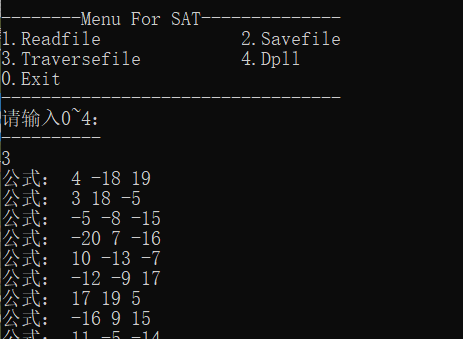 --------Menu For SAT--------------
1.Readfile 2.Savefile
3.Traversefile 4.Dpll
0.Exit
----------------------------------
请输入0~4:
----------
3
公式: 4 -18 19
公式: 3 18 -5
公式: -5 -8 -15
公式: -20 7 -16
公式: 10 -13 -7
公式: -12 -9 17
公式: 17 19 5
公式: -16 9 15
公式: 11 -5 -14